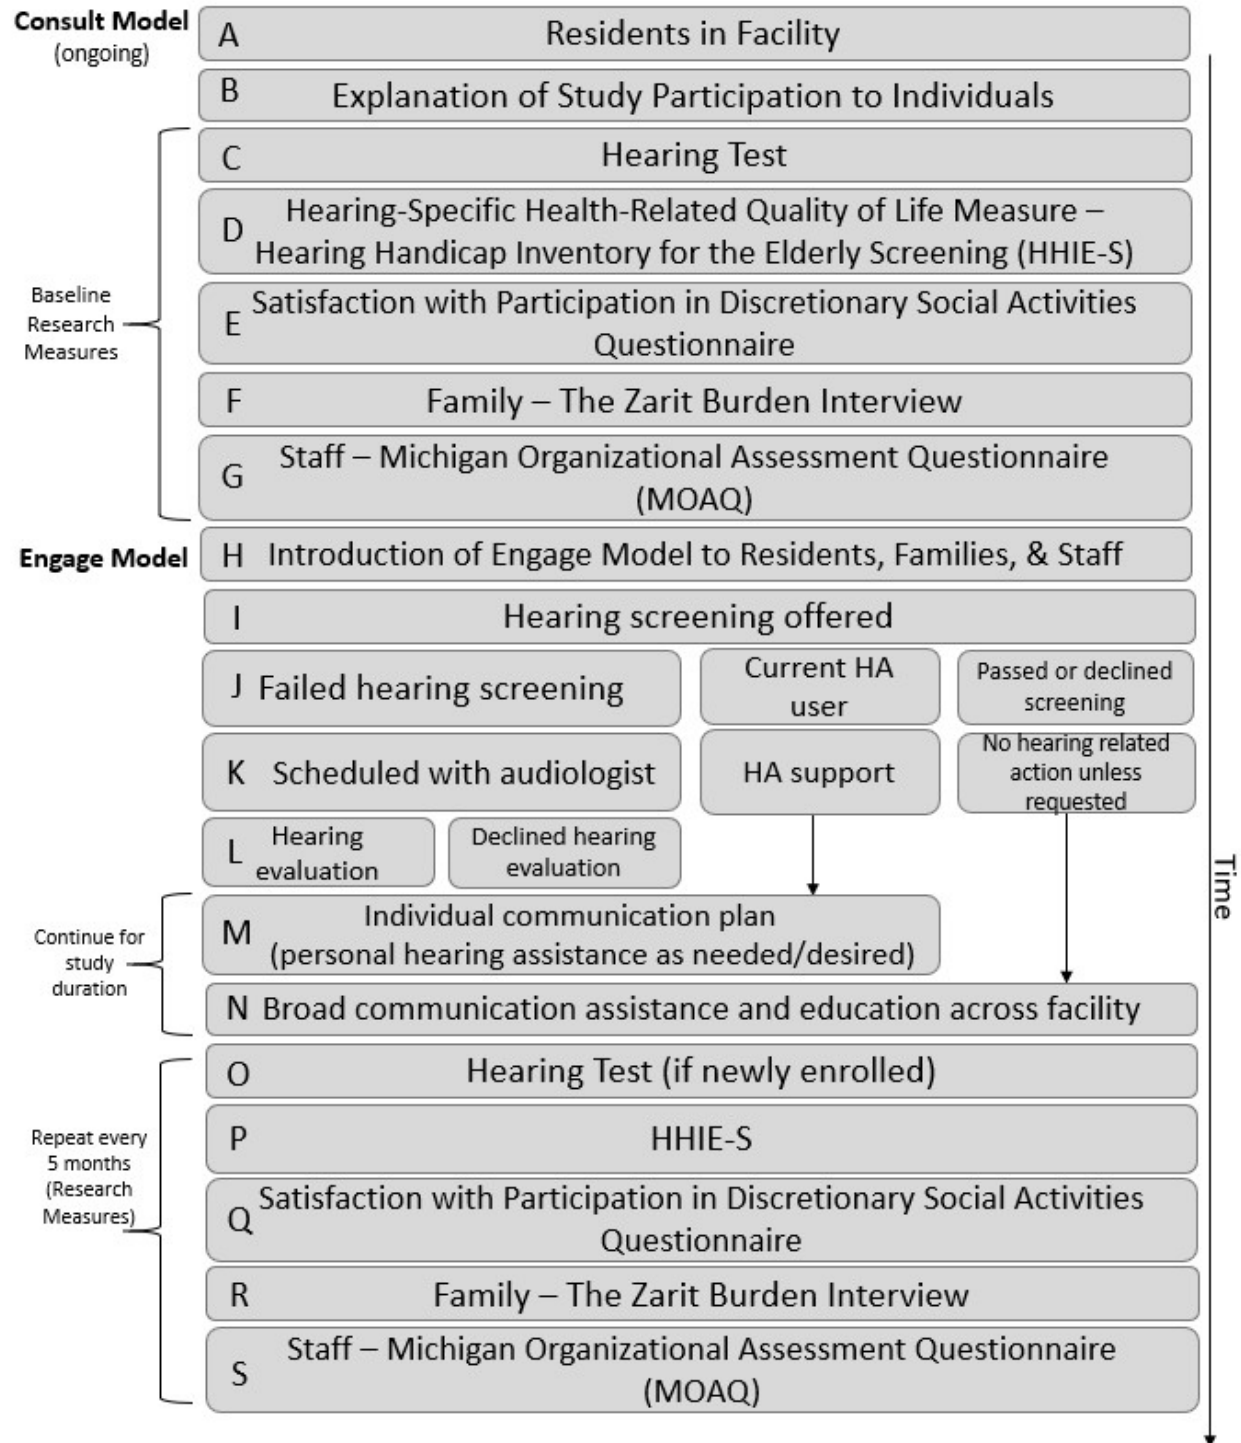 Consult Model
(ongoing)
A Residents in Facility
B Explanation of Study Participation to Individuals
C Hearing Test
D Hearing-Specific Health-Related Quality of Life Measure –
Hearing Handicap Inventory for the Elderly Screening (HHIE-S)
Baseline
Research
Measures
E Satisfaction with Participation in Discretionary Social Activities
Questionnaire
F Family – The Zarit Burden Interview
G Staff – Michigan Organizational Assessment Questionnaire
(MOAQ)
Engage Model
H Introduction of Engage Model to Residents, Families, & Staff
I Hearing screening offered
J Failed hearing screening
Current HA
user
Passed or declined
screening
K Scheduled with audiologist
HA support
No hearing related
action unless
requested
L Hearing
evaluation
Declined hearing
evaluation
Time
Continue for
study
duration
M Individual communication plan
(personal hearing assistance as needed/desired)
N Broad communication assistance and education across facility
O Hearing Test (if newly enrolled)
P HHIE-S
Repeat every
5 months
(Research
Measures)
Q Satisfaction with Participation in Discretionary Social Activities
Questionnaire
R Family – The Zarit Burden Interview
S Staff – Michigan Organizational Assessment Questionnaire
(MOAQ)